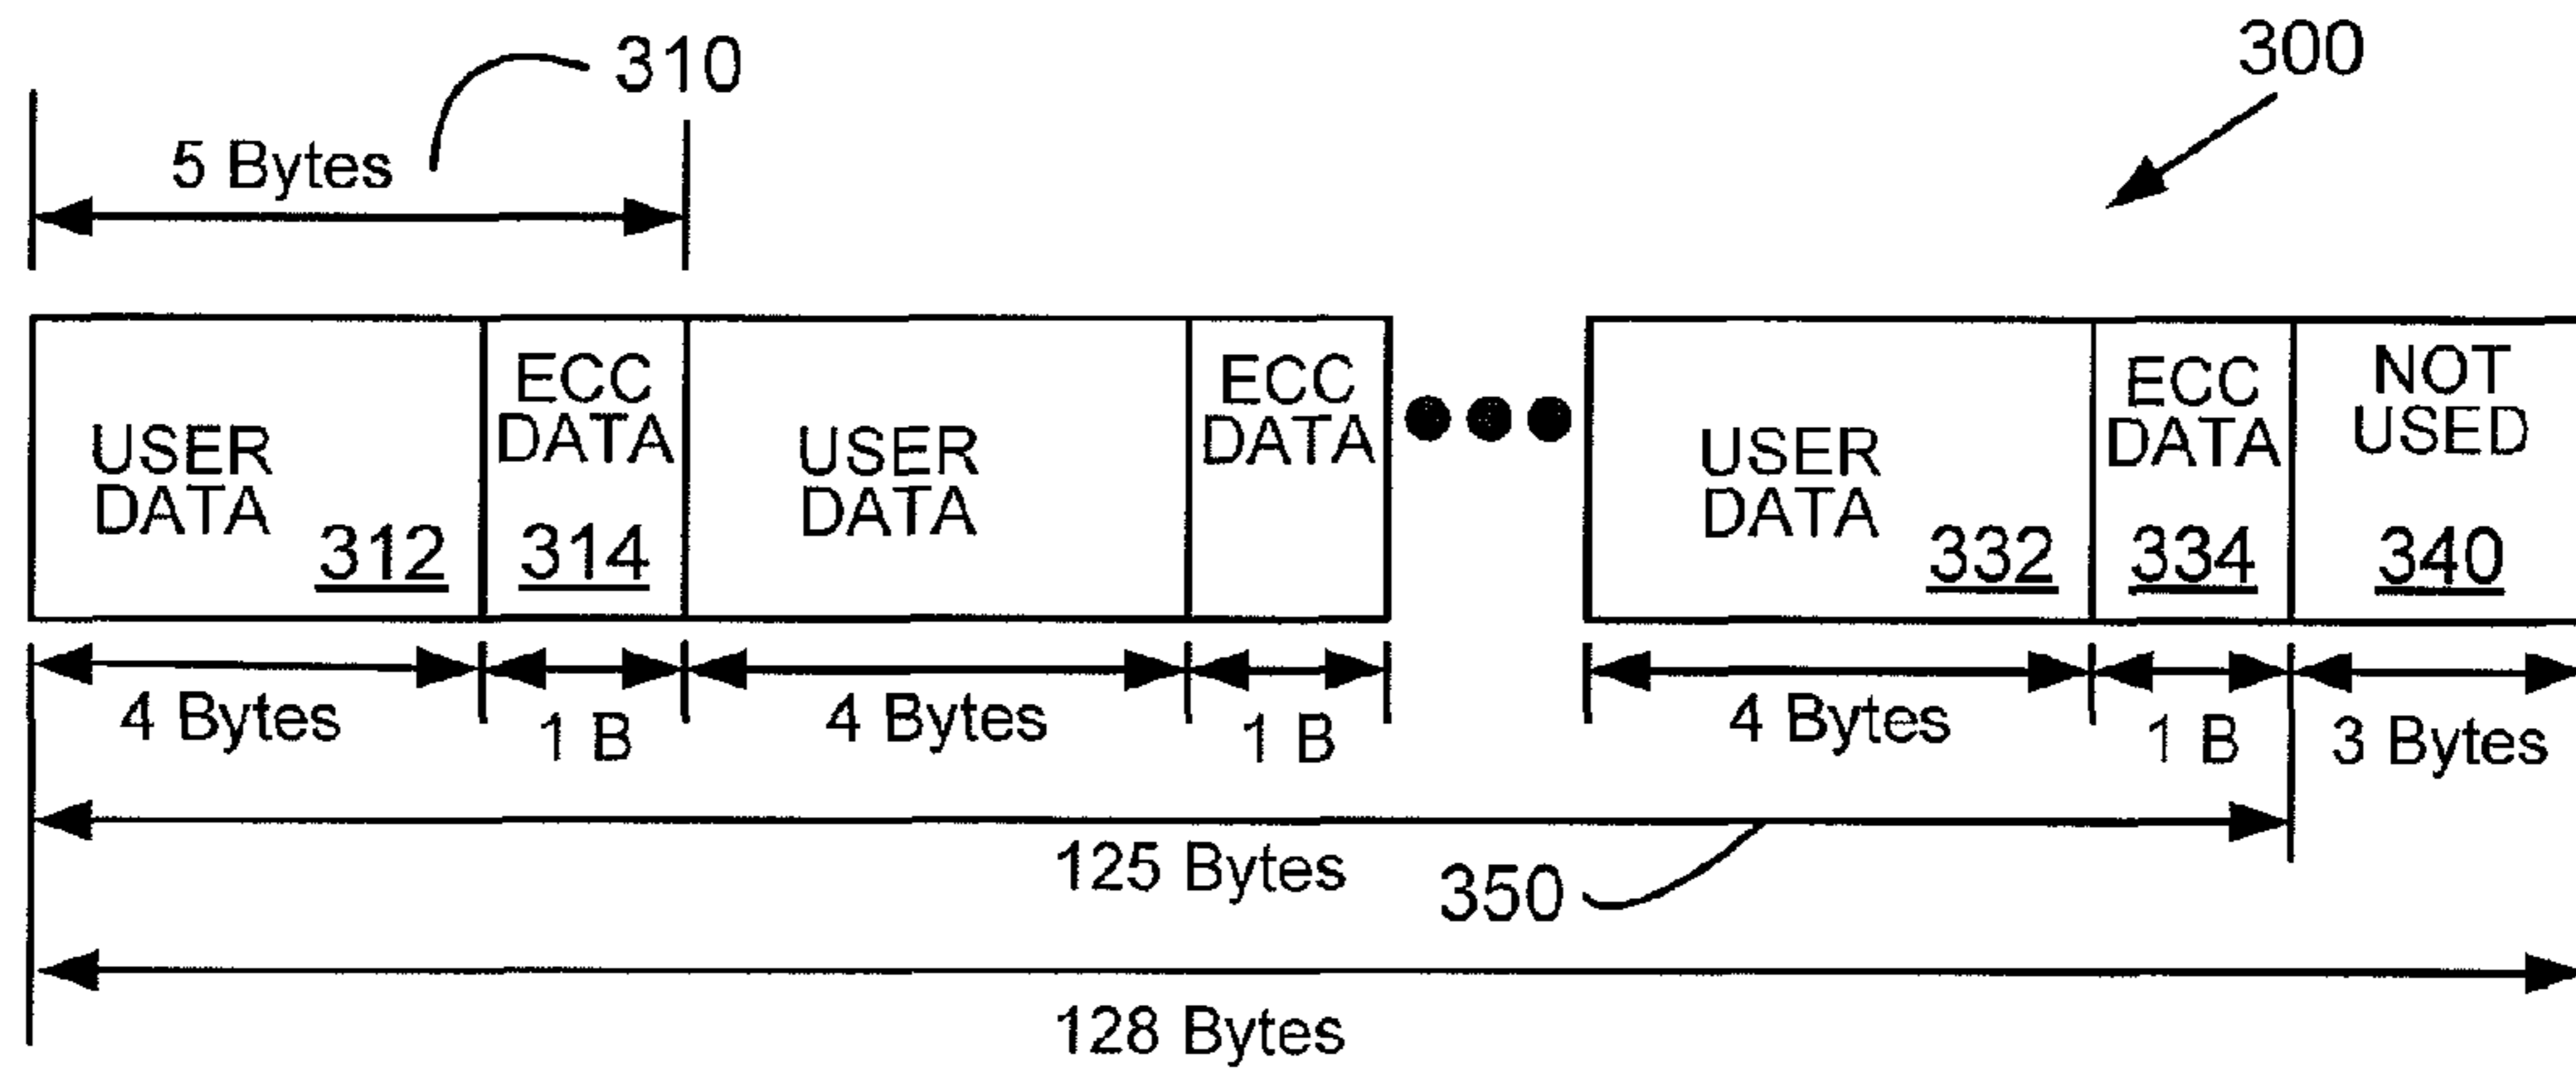 310
300
5 Bytes
USER
DATA
312
ECC
DATA
314
USER
DATA
ECC
DATA
USER
DATA
332
ECC
DATA
334
NOT
USED
340
4 Bytes
1 B
4 Bytes
1 B
4 Bytes
1 B
3 Bytes
125 Bytes
350
128 Bytes